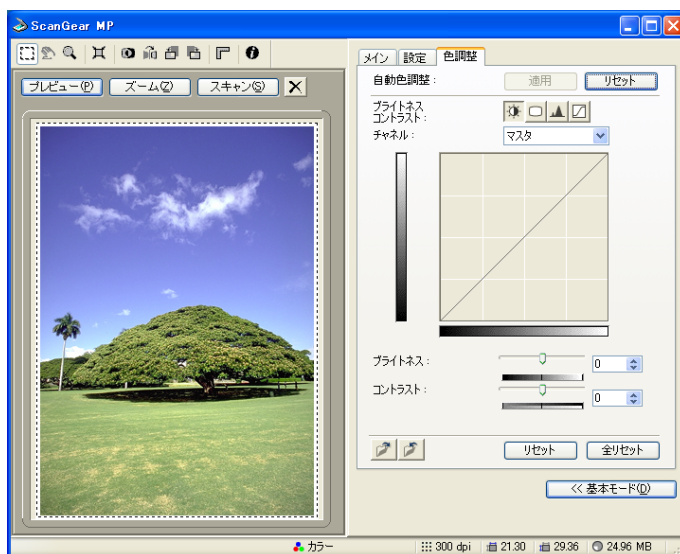 ScanGear MP
プレビュー(P) ズーム(Z) スキャン(S)
メイン 設定 色調整
自動色調整 : 適用 リセット
ブライトネス
コントラスト :
チャネル : マスタ
ブライトネス : 0
コントラスト : 0
リセット 全リセット
<< 基本モード(D)
カラー 300 dpi 21.30 29.36 24.96 MB